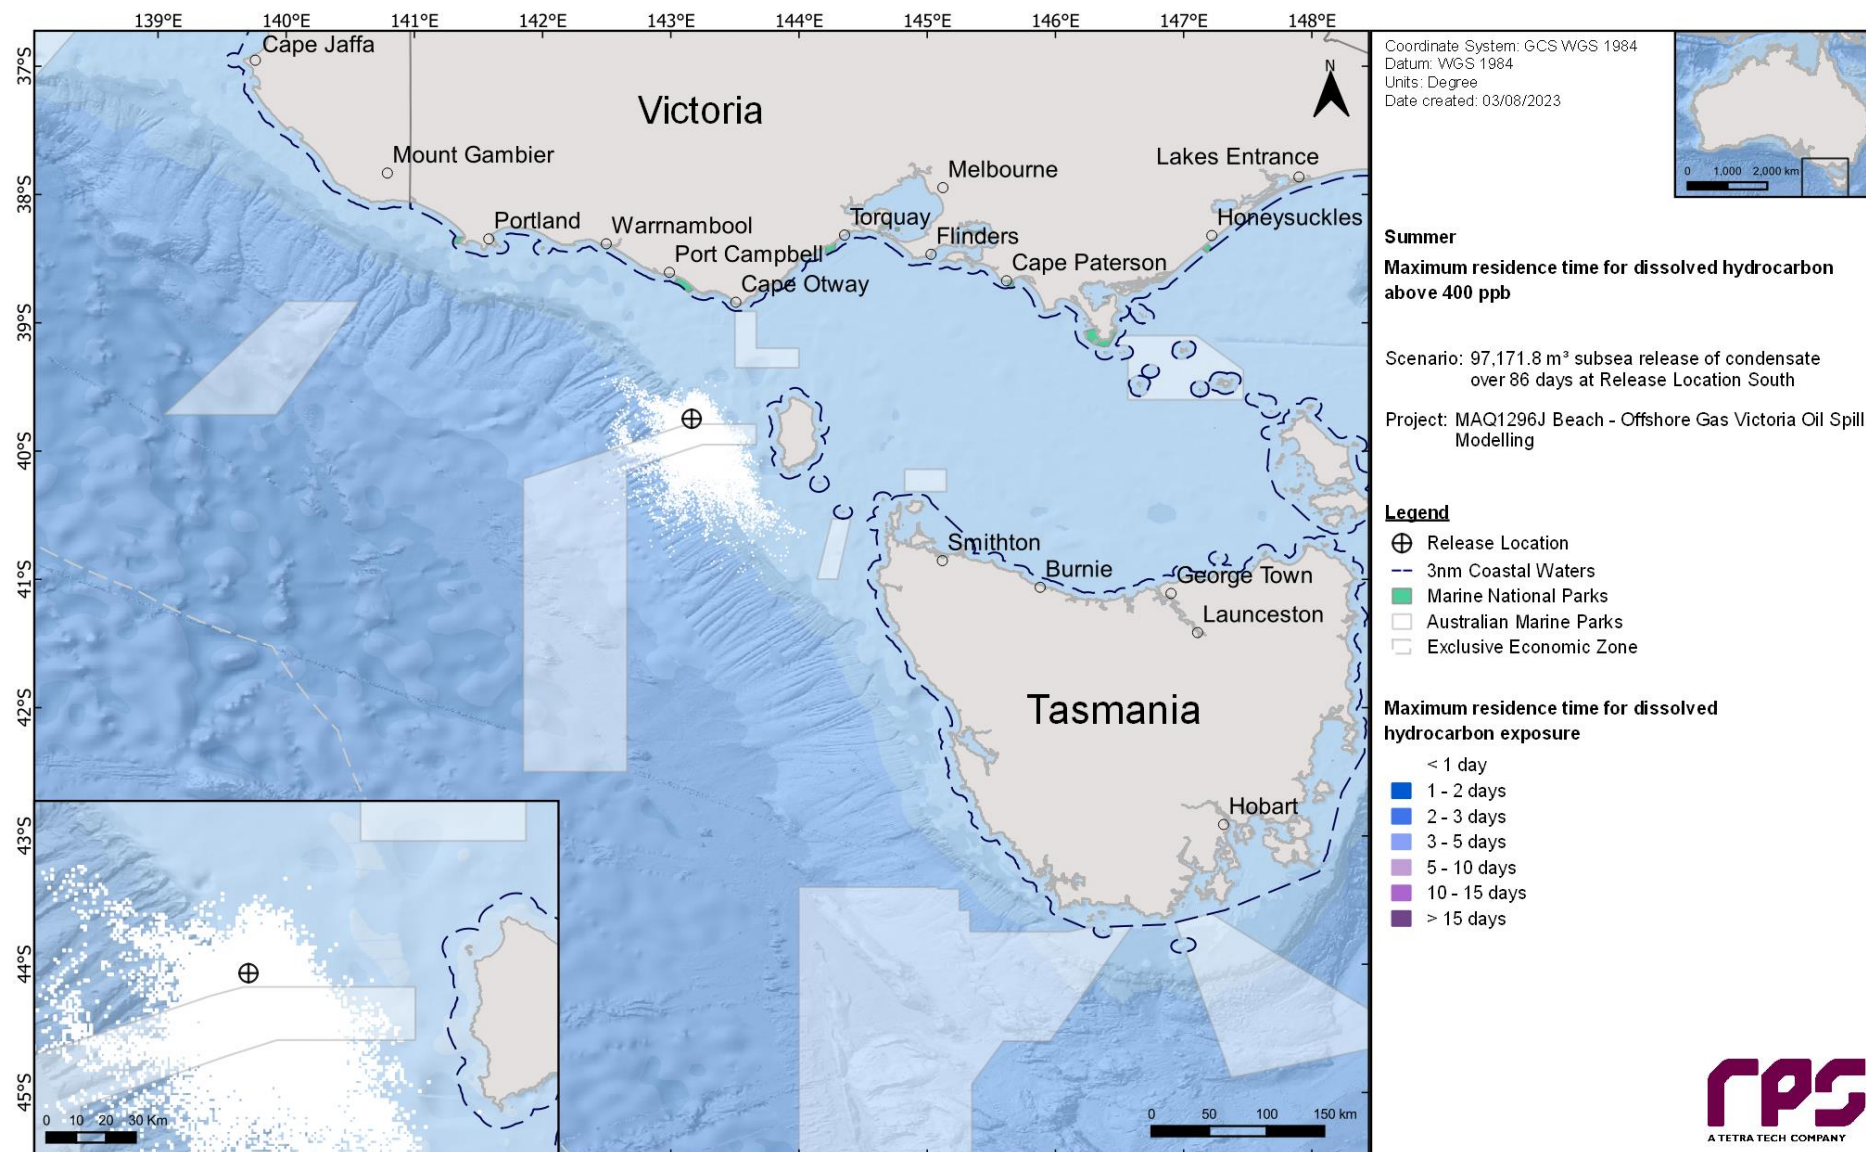 139°E 140°E 141°E 142°E 143°E 144°E 145°E 146°E 147°E 148°E
37°S
38°S
39°S
40°S
41°S
42°S
43°S
44°S
45°S
Cape Jaffa
Victoria
N
Mount Gambier
Melbourne
Lakes Entrance
Portland
Warrnambool
Torquay
Honeysuckles
Flinders
Port Campbell
Cape Paterson
Cape Otway
Smithton
Burnie
George Town
Launceston
Tasmania
Hobart
0 10 20 30 Km
0 50 100 150 km
Coordinate System: GCS WGS 1984
Datum: WGS 1984
Units: Degree
Date created: 03/08/2023
0 1,000 2,000 km
Summer
Maximum residence time for dissolved hydrocarbon
above 400 ppb
Scenario: 97,171.8 m³ subsea release of condensate
over 86 days at Release Location South
Project: MAQ1296J Beach - Offshore Gas Victoria Oil Spill
Modelling
Legend
Release Location
3nm Coastal Waters
Marine National Parks
Australian Marine Parks
Exclusive Economic Zone
Maximum residence time for dissolved
hydrocarbon exposure
< 1 day
1 - 2 days
2 - 3 days
3 - 5 days
5 - 10 days
10 - 15 days
> 15 days
rps
A TETRA TECH COMPANY